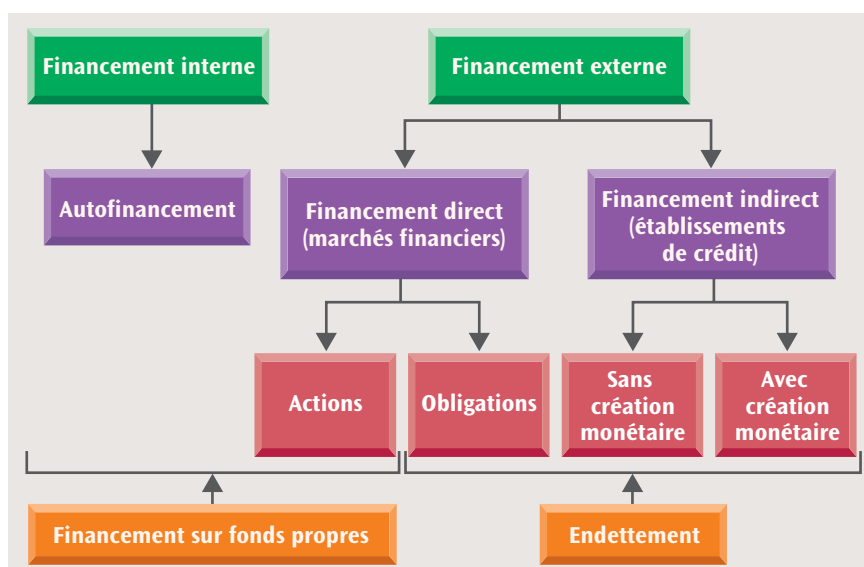 Financement interne
Financement externe
Autofinancement
Financement direct
(marchés financiers)
Financement indirect
(établissements
de crédit)
Actions
Obligations
Sans
création
monétaire
Avec
création
monétaire
Financement sur fonds propres
Endettement